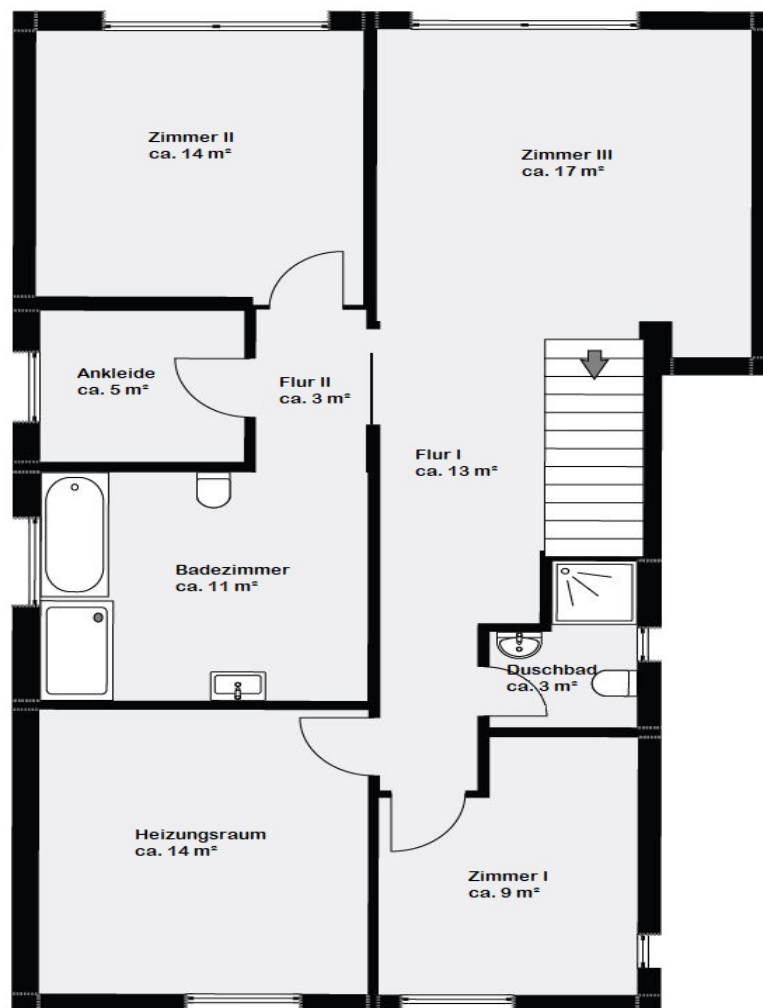 Zimmer II
ca. 14 m²
Zimmer III
ca. 17 m²
Ankleide
ca. 5 m²
Flur II
ca. 3 m²
Flur I
ca. 13 m²
Badezimmer
ca. 11 m²
Duschbad
ca. 3 m²
Heizungsraum
ca. 14 m²
Zimmer I
ca. 9 m²